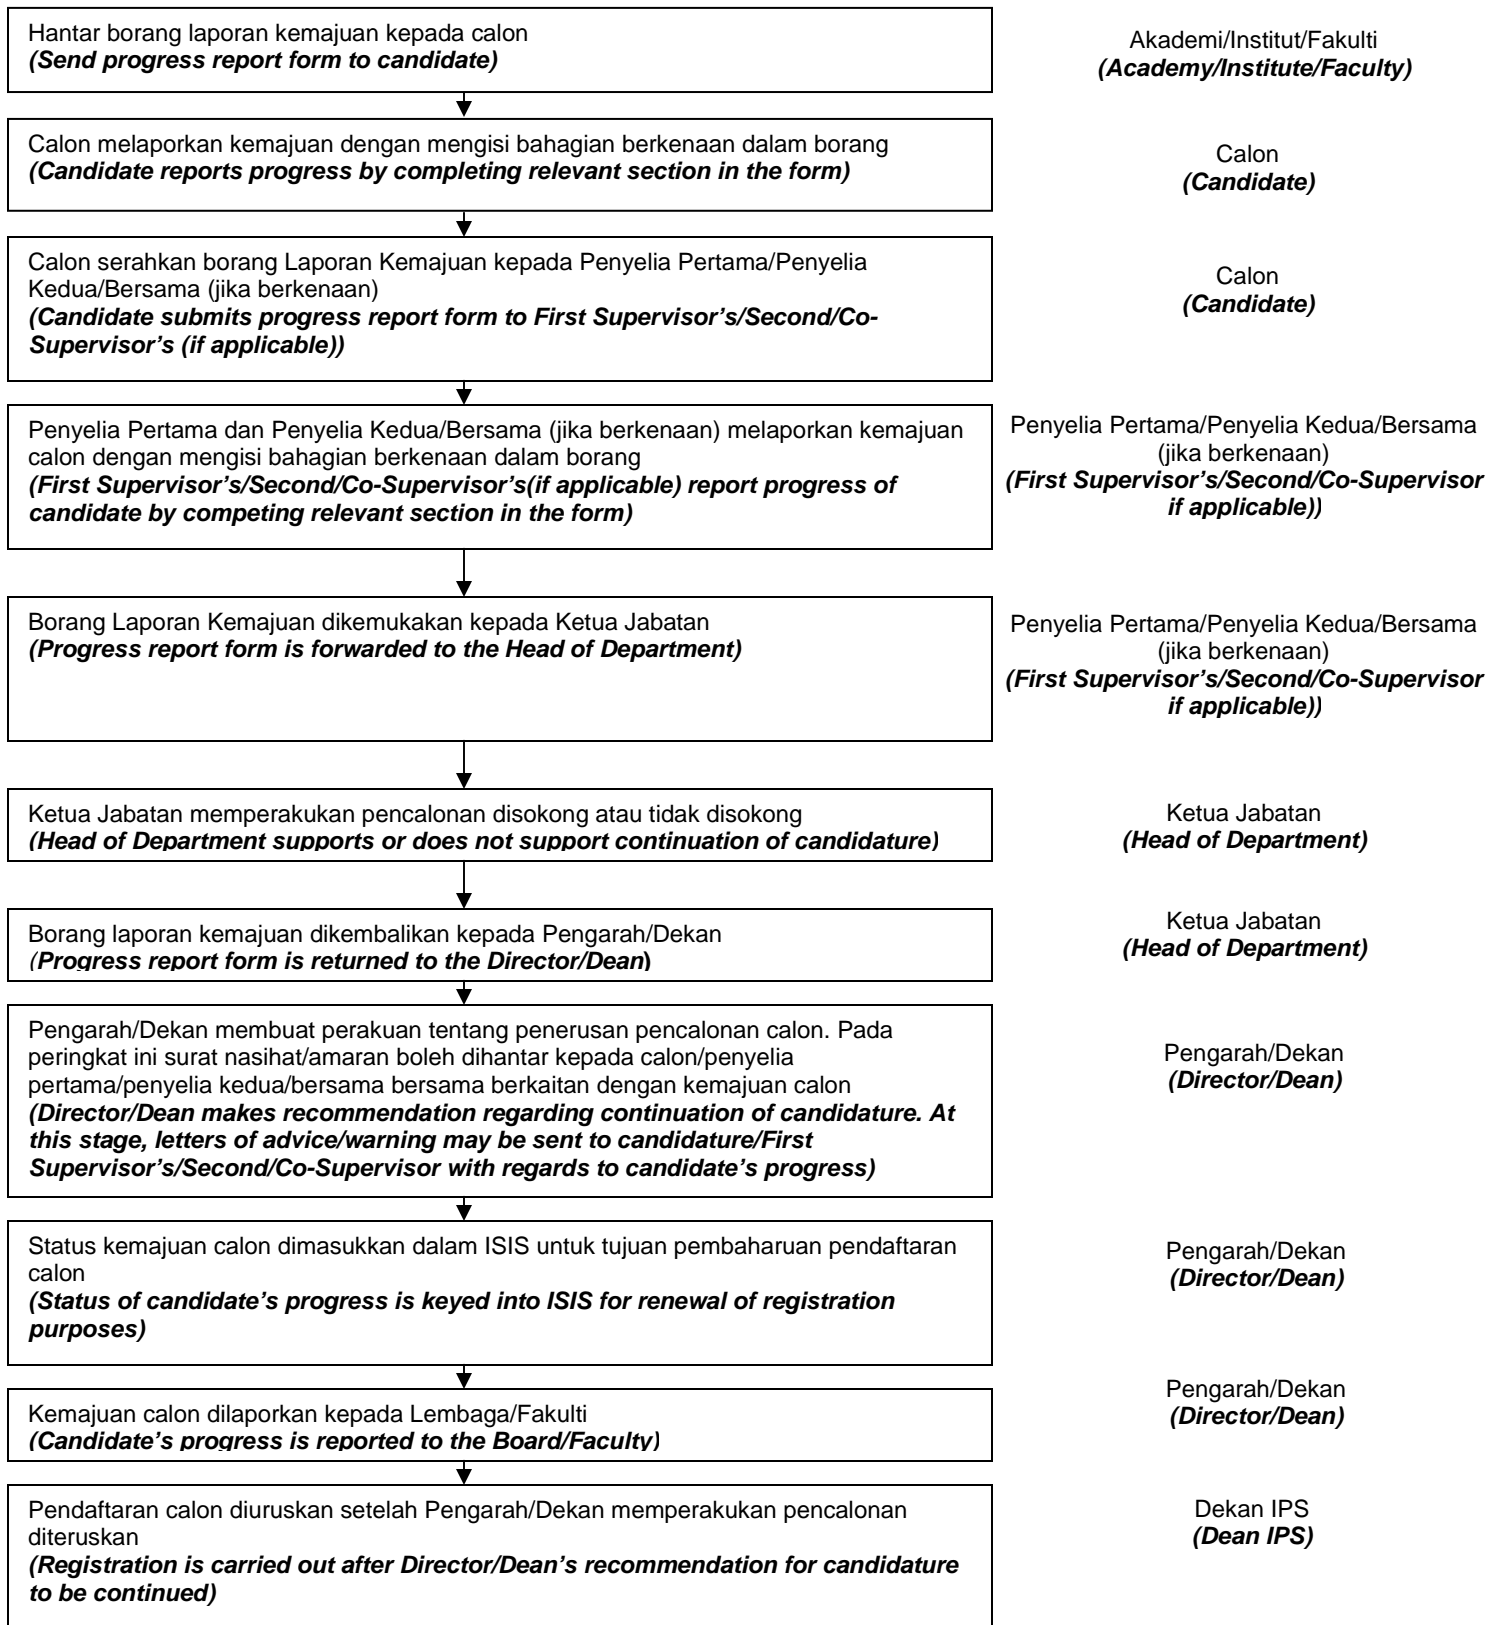 Hantar borang laporan kemajuan kepada calon
(Send progress report form to candidate)
Akademi/Institut/Fakulti
(Academy/Institute/Faculty)
Calon melaporkan kemajuan dengan mengisi bahagian berkenaan dalam borang
(Candidate reports progress by completing relevant section in the form)
Calon
(Candidate)
Calon serahkan borang Laporan Kemajuan kepada Penyelia Pertama/Penyelia
Kedua/Bersama (jika berkenaan)
(Candidate submits progress report form to First Supervisor’s/Second/Co-
Supervisor’s (if applicable))
Calon
(Candidate)
Penyelia Pertama dan Penyelia Kedua/Bersama (jika berkenaan) melaporkan kemajuan
calon dengan mengisi bahagian berkenaan dalam borang
(First Supervisor’s/Second/Co-Supervisor’s(if applicable) report progress of
candidate by competing relevant section in the form)
Penyelia Pertama/Penyelia Kedua/Bersama
(jika berkenaan)
(First Supervisor’s/Second/Co-Supervisor
if applicable))
Borang Laporan Kemajuan dikemukakan kepada Ketua Jabatan
(Progress report form is forwarded to the Head of Department)
Penyelia Pertama/Penyelia Kedua/Bersama
(jika berkenaan)
(First Supervisor’s/Second/Co-Supervisor
if applicable))
Ketua Jabatan memperakukan pencalonan disokong atau tidak disokong
(Head of Department supports or does not support continuation of candidature)
Ketua Jabatan
(Head of Department)
Borang laporan kemajuan dikembalikan kepada Pengarah/Dekan
(Progress report form is returned to the Director/Dean)
Ketua Jabatan
(Head of Department)
Pengarah/Dekan membuat perakuan tentang penerusan pencalonan calon. Pada
peringkat ini surat nasihat/amaran boleh dihantar kepada calon/penyelia
pertama/penyelia kedua/bersama bersama berkaitan dengan kemajuan calon
(Director/Dean makes recommendation regarding continuation of candidature. At
this stage, letters of advice/warning may be sent to candidature/First
Supervisor’s/Second/Co-Supervisor with regards to candidate’s progress)
Pengarah/Dekan
(Director/Dean)
Status kemajuan calon dimasukkan dalam ISIS untuk tujuan pembaharuan pendaftaran
calon
(Status of candidate’s progress is keyed into ISIS for renewal of registration
purposes)
Pengarah/Dekan
(Director/Dean)
Kemajuan calon dilaporkan kepada Lembaga/Fakulti
(Candidate’s progress is reported to the Board/Faculty)
Pengarah/Dekan
(Director/Dean)
Pendaftaran calon diuruskan setelah Pengarah/Dekan memperakukan pencalonan
diteruskan
(Registration is carried out after Director/Dean’s recommendation for candidature
to be continued)
Dekan IPS
(Dean IPS)